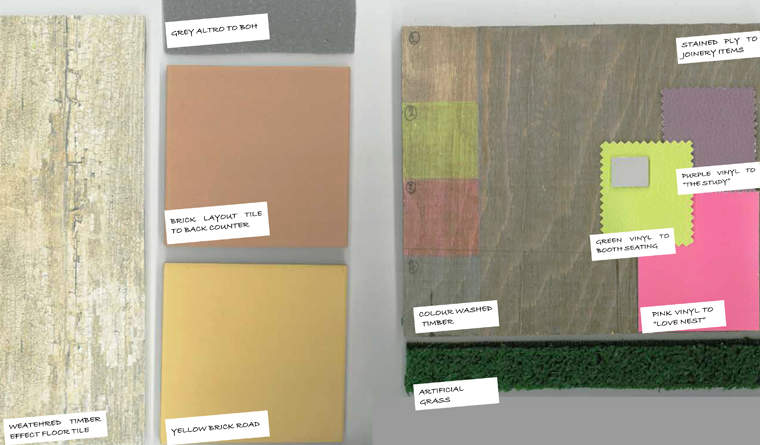 GREY ALTRO TO BOH
BRICK LAYOUT TILE
TO BACK COUNTER
YELLOW BRICK ROAD
WEATEHRED TIMBER
EFFECT FLOOR TILE
STAINED PLY TO
JOINERY ITEMS
PURPLE VINYL TO
"THE STUDY"
GREEN VINYL TO
BOOTH SEATING
PINK VINYL TO
"LOVE NEST"
COLOUR WASHED
TIMBER
ARTIFICIAL
GRASS